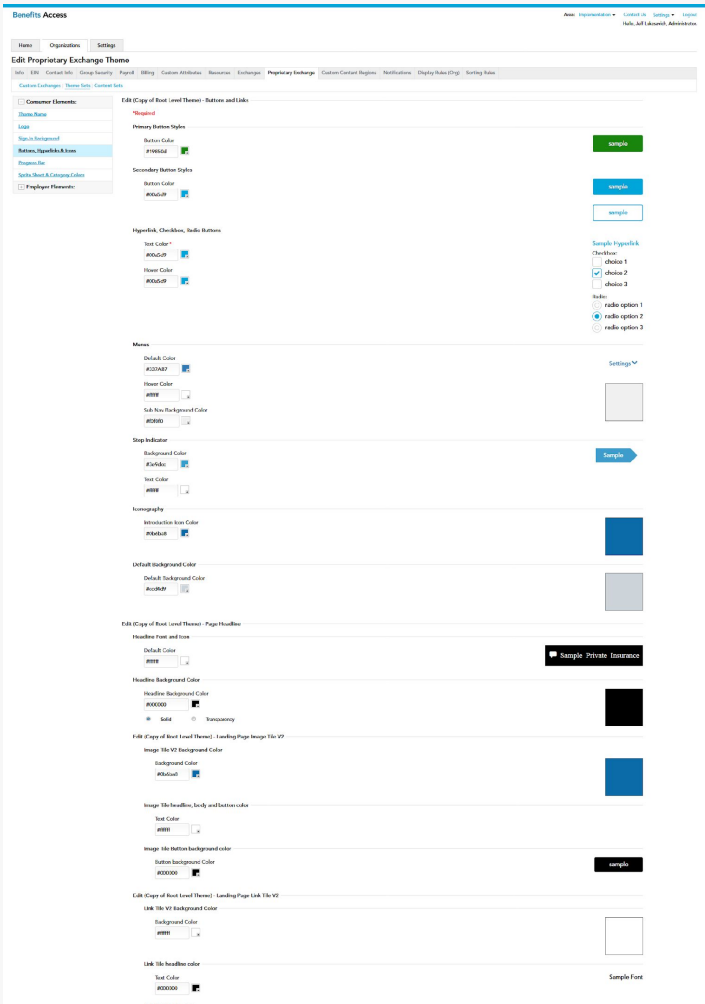 Benefits Access
Area: Implementation Contact Us Settings Logout
Hello, Jeff Lukesavich, Administrator.
Home Organizations Settings
Edit Proprietary Exchange Theme
Info EIN Contact Info Group Security Payroll Billing Custom Attributes Resources Exchanges Proprietary Exchange Custom Content Regions Notifications Display Rules (Org) Sorting Rules
Custom Exchanges Theme Sets Content Sets
Consumer Elements:
Theme Name
Logo
Sign in Background
Buttons, Hyperlinks & Icons
Progress Bar
Sprite Sheet & Category Colors
Employer Elements:
Edit (Copy of Root Level Theme) - Buttons and Links
*Required
Primary Button Styles
Button Color
sample
Secondary Button Styles
Button Color
#00a5d9
sample
sample
Hyperlink, Checkbox, Radio Buttons
Text Color *
#00a5d9
Hover Color
#00a5d9
Sample Hyperlink
Checkbox:
choice 1
choice 2
choice 3
Radio:
radio option 1
radio option 2
radio option 3
Menus
Default Color
#337AB7
Settings
Hover Color
#ffffff
Sub Nav Background Color
#f0f0f0
Step Indicator
Background Color
Sample
Text Color
#ffffff
Iconography
Introduction Icon Color
Default Background Color
Default Background Color
Edit (Copy of Root Level Theme) - Page Headline
Headline Font and Icon
Default Color
#ffffff
Sample Private Insurance
Headline Background Color
Headline Background Color
#000000
Solid Transparency
Edit (Copy of Root Level Theme) - Landing Page Image Tile V2
Image Tile V2 Background Color
Background Color
Image Tile headline, body and button color
Text Color
#ffffff
Image Tile Button background color
Button background Color
#000000
sample
Edit (Copy of Root Level Theme) - Landing Page Link Tile V2
Link Tile V2 Background Color
Background Color
#ffffff
Link Tile headline color
Text Color
#000000
Sample Font